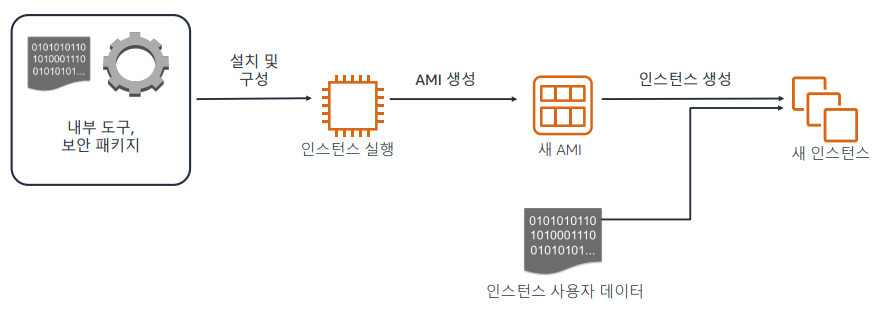 0101010110
1010001110
01010101...
내부 도구,
보안 패키지
설치 및
구성
인스턴스 실행
AMI 생성
새 AMI
인스턴스 생성
새 인스턴스
0101010110
1010001110
01010101...
인스턴스 사용자 데이터